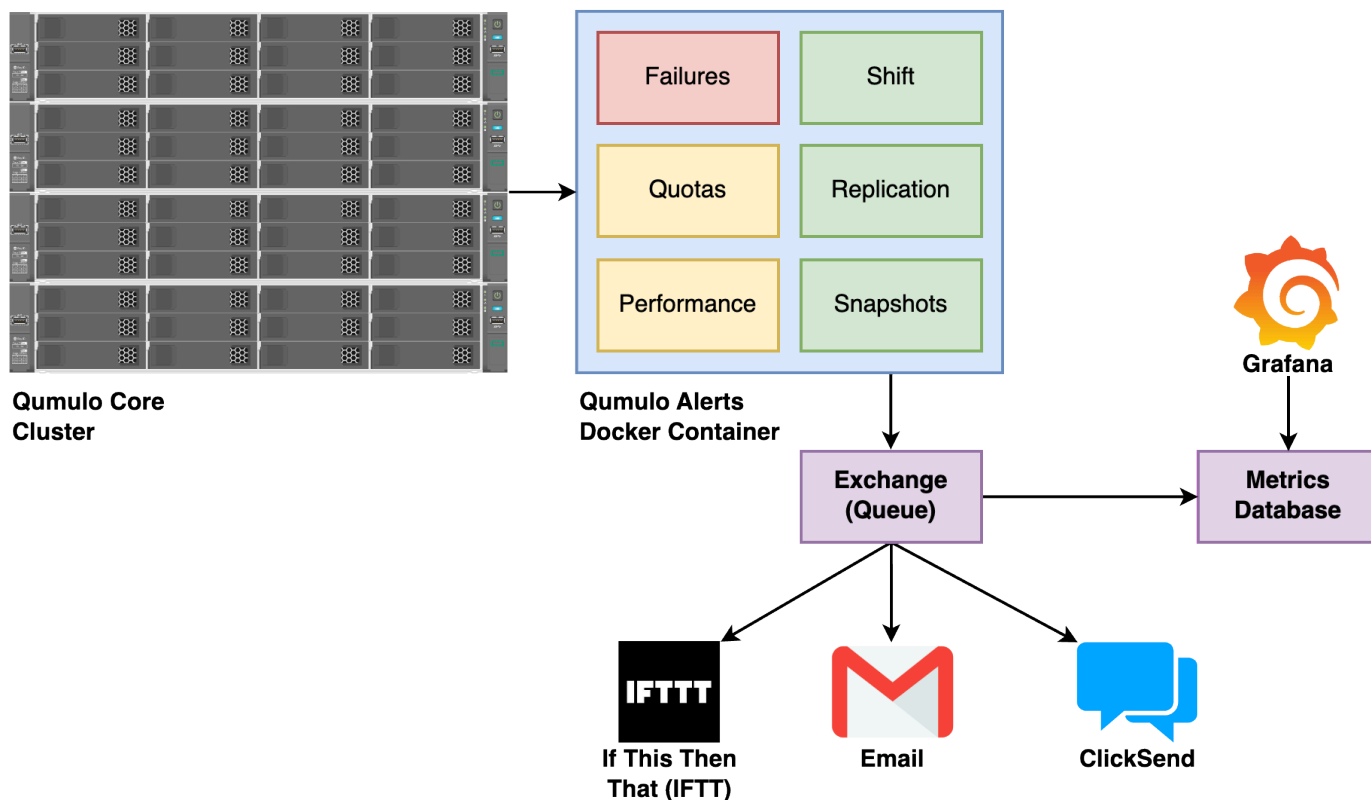 Failures
Shift
Quotas
Replication
Performance
Snapshots
Qumulo Core
Cluster
Qumulo Alerts
Docker Container
Grafana
Exchange
(Queue)
Metrics
Database
IFTTT
If This Then
That (IFTT)
Email
ClickSend